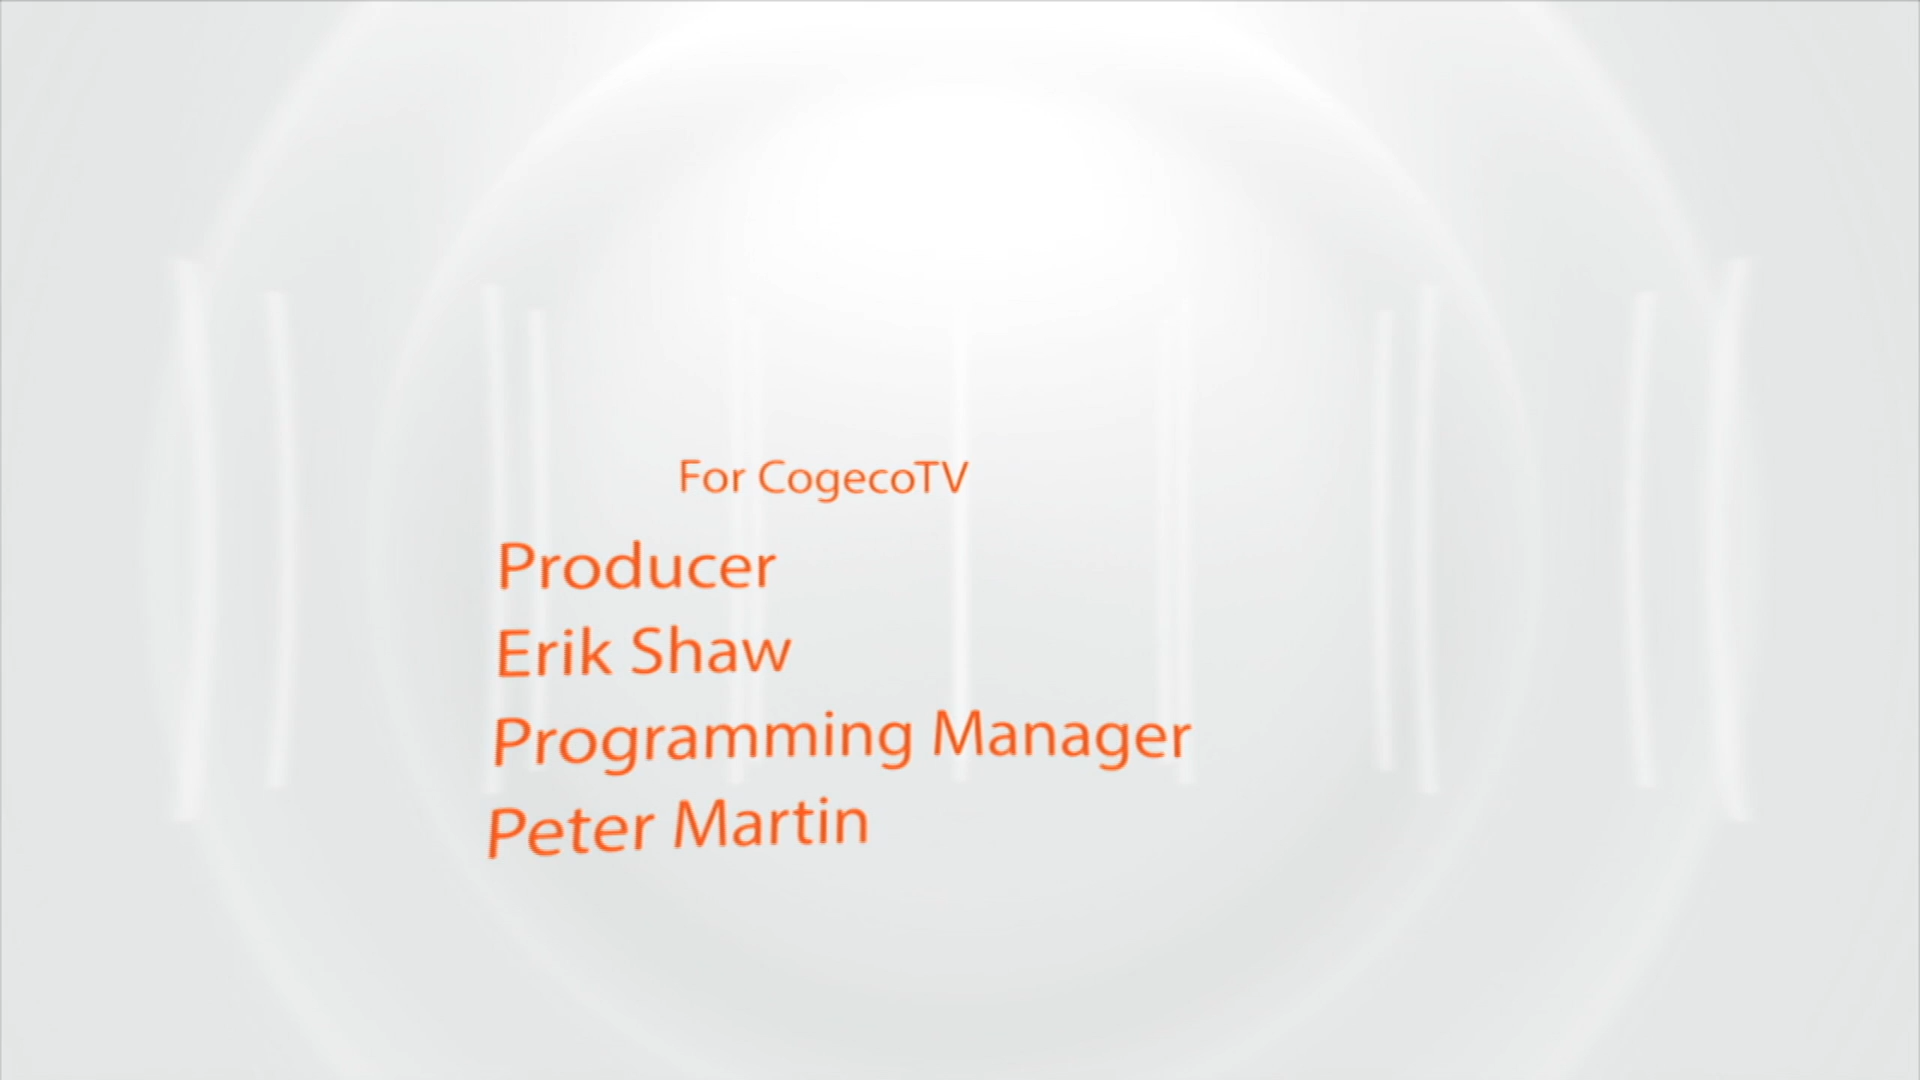 For CogecoTV
Producer
Erik Shaw
Programming Manager
Peter Martin